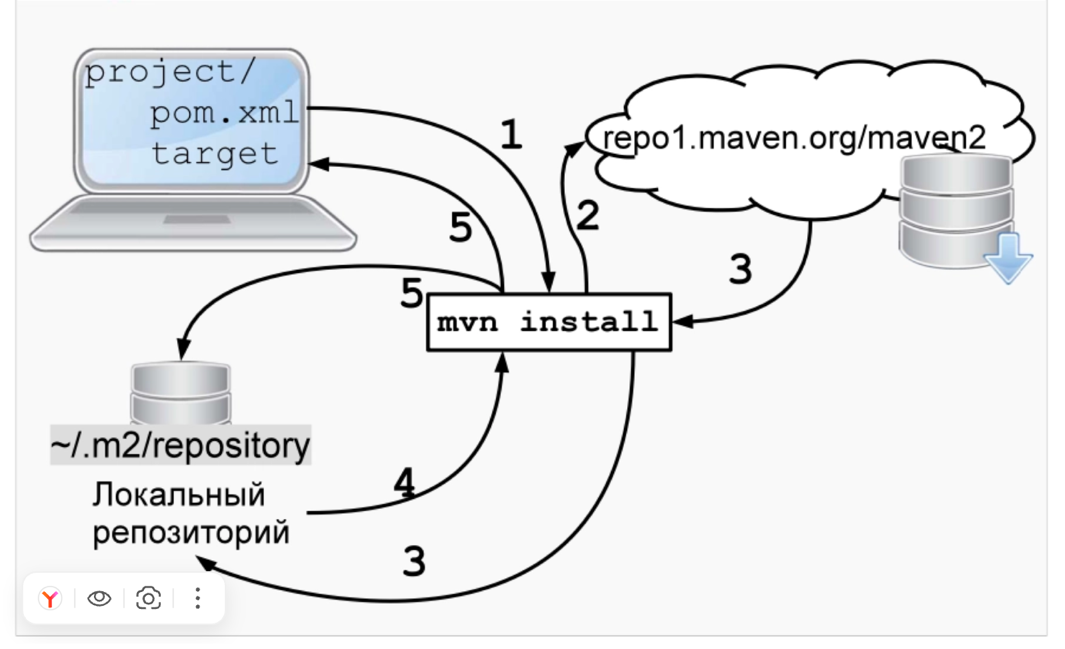 project/
pom.xml
target
1
repo1.maven.org/maven2
2
5
3
5
mvn install
~/.m2/repository
4
Локальный
репозиторий
3
Y